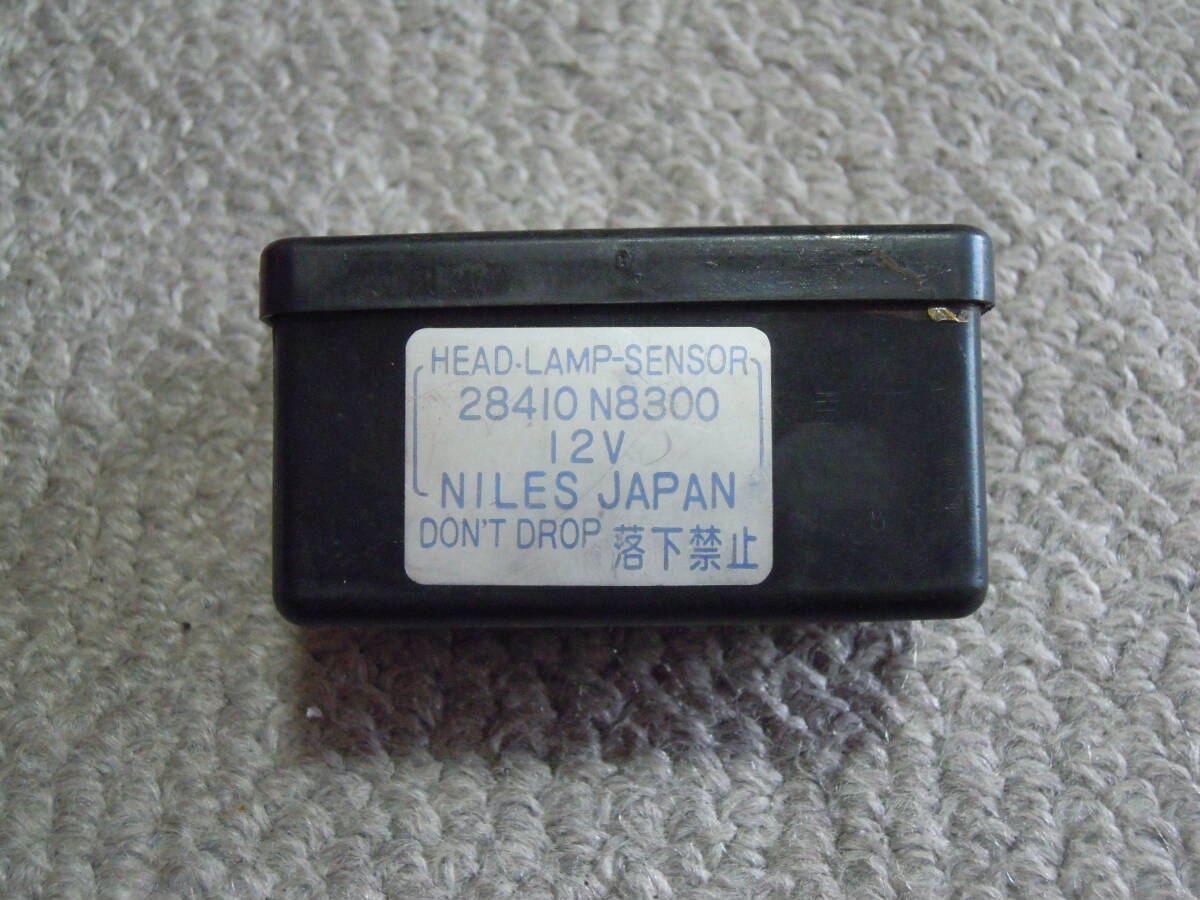 HEAD·LAMP-SENSOR
28410 N8300
12V
NILES JAPAN
DON'T DROP 落下禁止